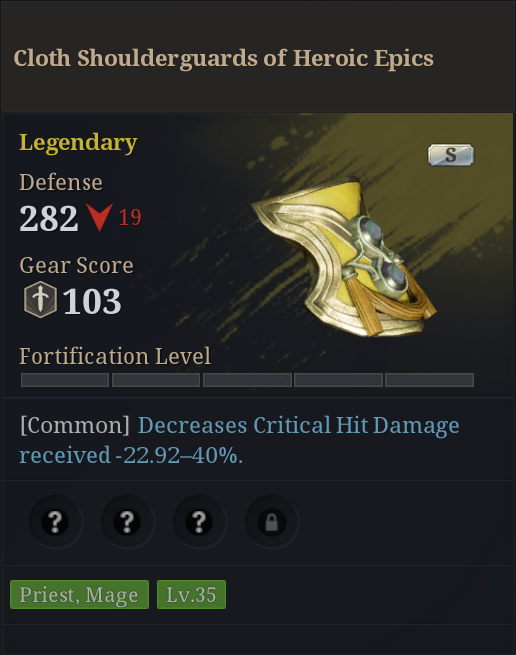 Cloth Shoulderguards of Heroic Epics
Legendary
S
Defense
282 19
Gear Score
103
Fortification Level
[Common] Decreases Critical Hit Damage
received -22.92–40%.
? ? ?
Priest, Mage Lv.35